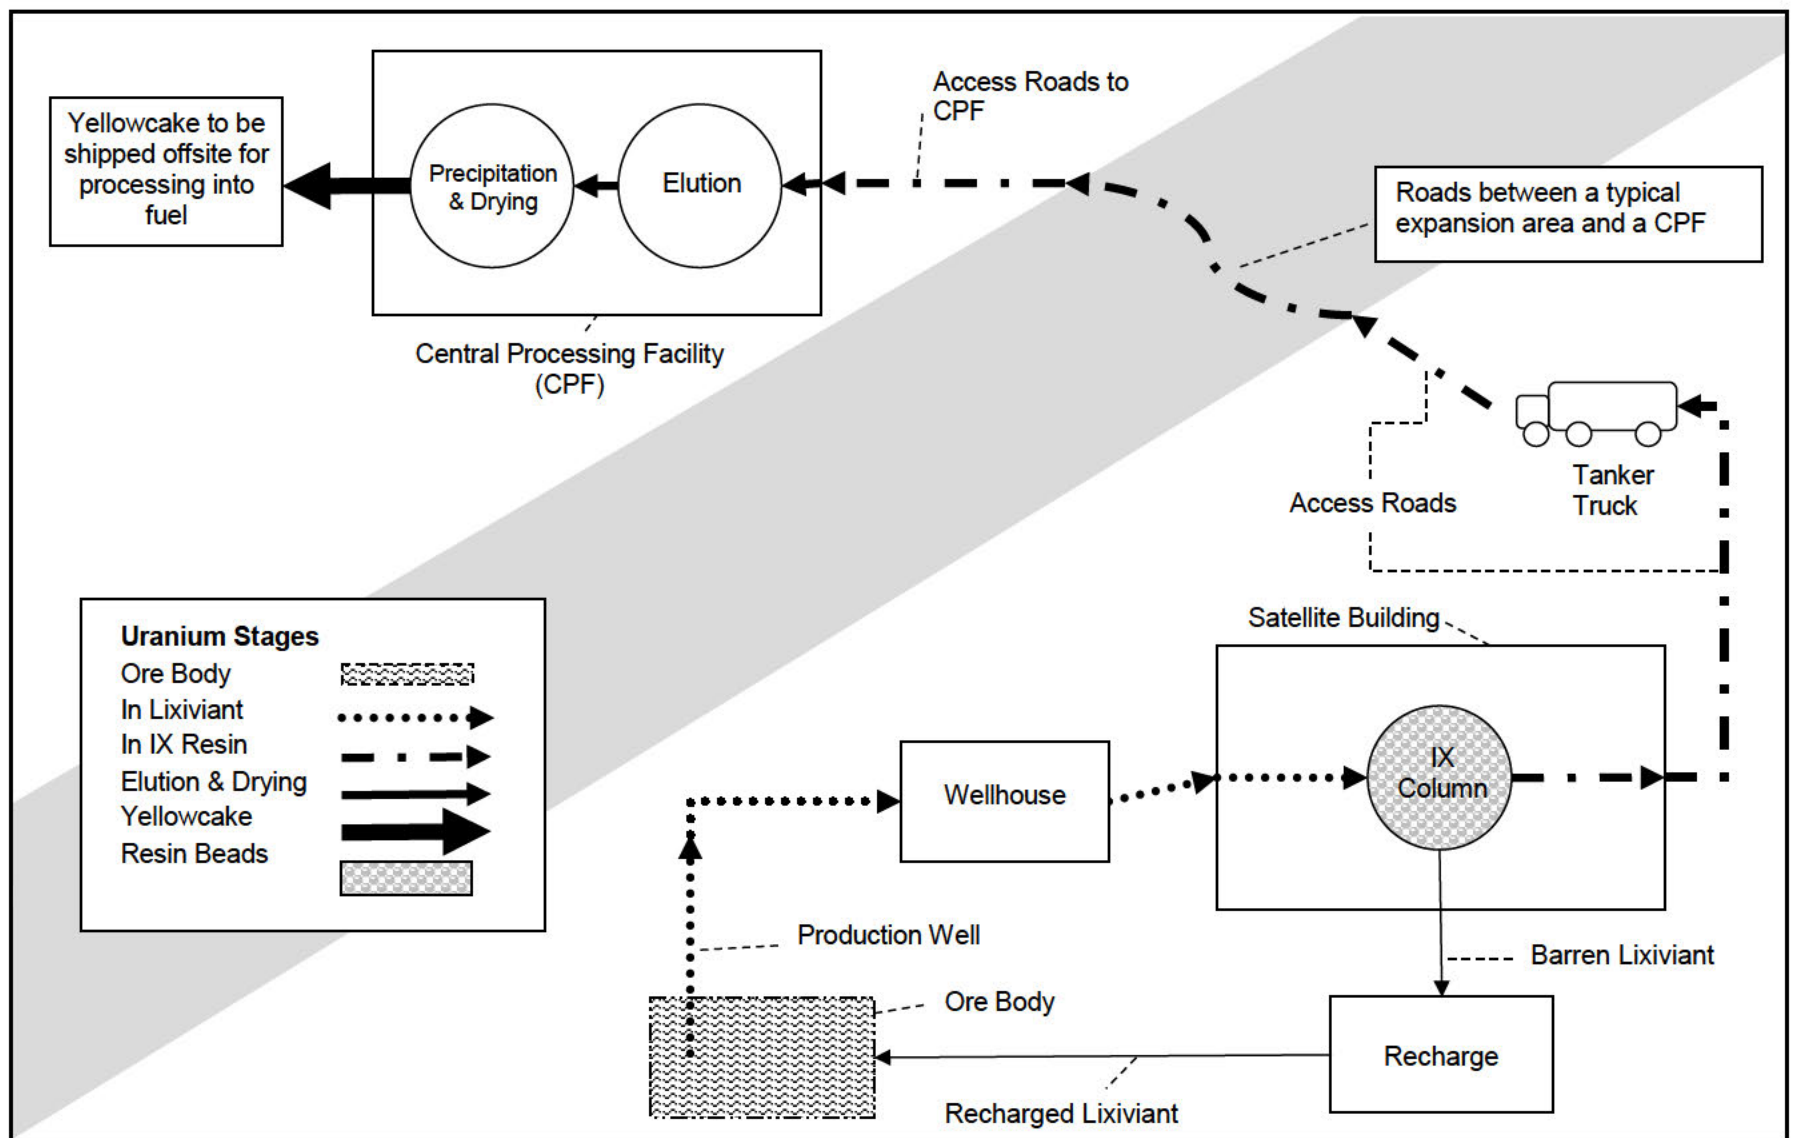 Yellowcake to be
shipped offsite for
processing into
fuel
Precipitation
& Drying
Elution
Access Roads to
CPF
Roads between a typical
expansion area and a CPF
Central Processing Facility
(CPF)
Tanker
Truck
Access Roads
Uranium Stages
Ore Body
In Lixiviant
In IX Resin
Elution & Drying
Yellowcake
Resin Beads
Satellite Building
IX
Column
Wellhouse
Production Well
Barren Lixiviant
Ore Body
Recharge
Recharged Lixiviant